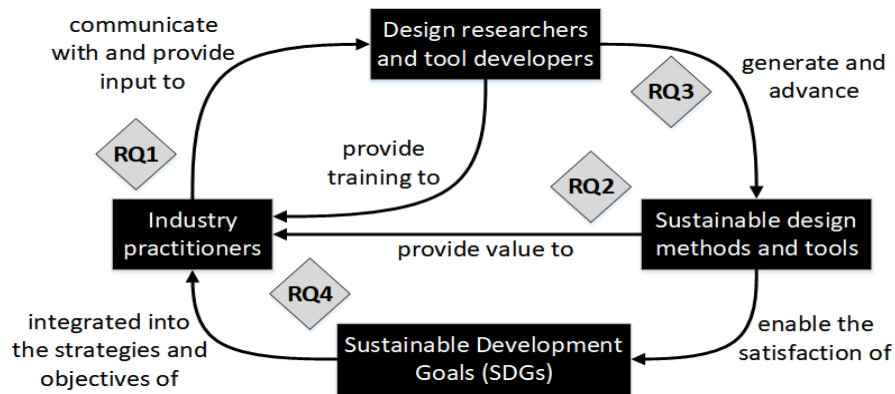 communicate
with and provide
input to
Design researchers
and tool developers
generate and
advance
RQ3
RQ1
provide
training to
RQ2
Industry
practitioners
Sustainable design
methods and tools
provide value to
RQ4
integrated into
the strategies and
objectives of
Sustainable Development
Goals (SDGs)
enable the
satisfaction of